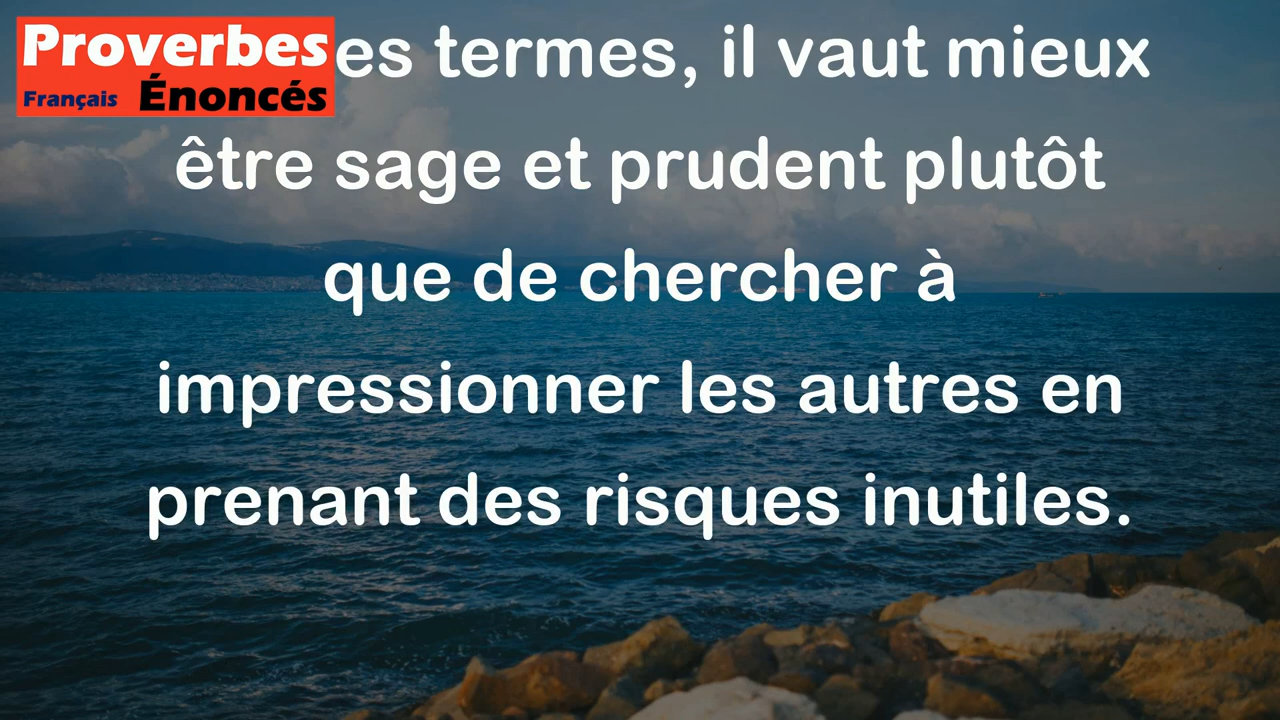 Proverbes
Français Énoncés
es termes, il vaut mieux
être sage et prudent plutôt
que de chercher à
impressionner les autres en
prenant des risques inutiles.